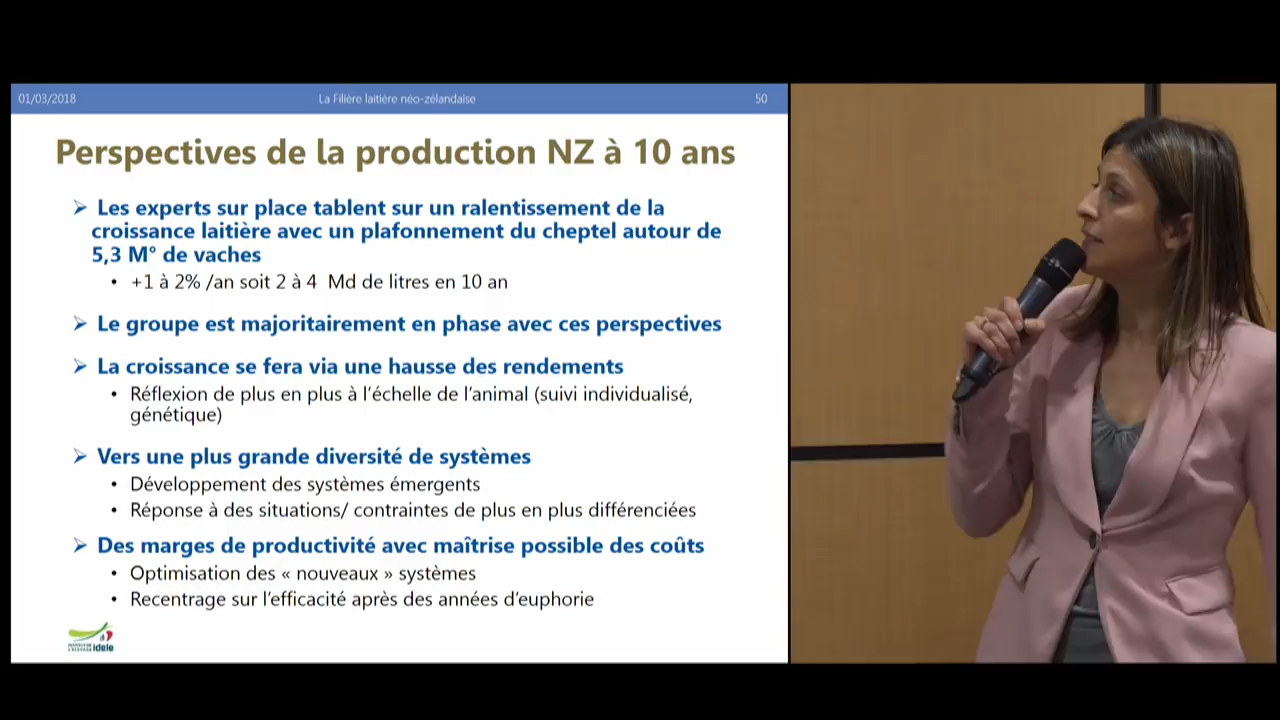 01/03/2018
La Filière laitière néo-zélandaise
50
Perspectives de la production NZ à 10 ans
➢ Les experts sur place tablent sur un ralentissement de la
croissance laitière avec un plafonnement du cheptel autour de
5,3 M° de vaches
• +1 à 2% /an soit 2 à 4 Md de litres en 10 an
➢ Le groupe est majoritairement en phase avec ces perspectives
➢ La croissance se fera via une hausse des rendements
• Réflexion de plus en plus à l’échelle de l’animal (suivi individualisé,
génétique)
➢ Vers une plus grande diversité de systèmes
• Développement des systèmes émergents
• Réponse à des situations/ contraintes de plus en plus différenciées
➢ Des marges de productivité avec maîtrise possible des coûts
• Optimisation des « nouveaux » systèmes
• Recentrage sur l’efficacité après des années d’euphorie
INSTITUT DE
L'ELEVAGE idele